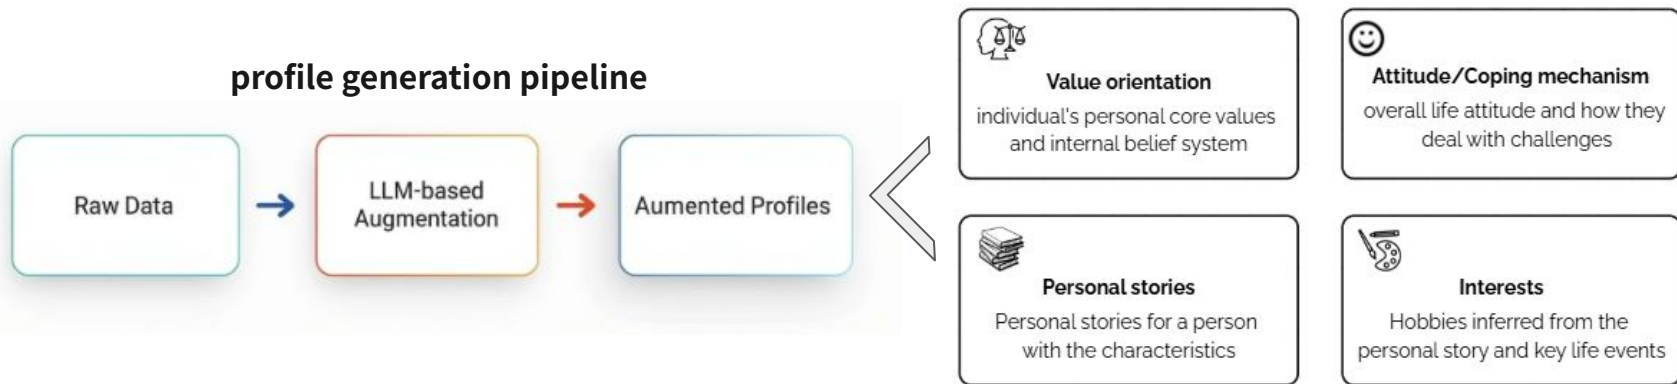 profile generation pipeline
Raw Data
LLM-based
Augmentation
Aumented Profiles
Value orientation
individual's personal core values
and internal belief system
Attitude/Coping mechanism
overall life attitude and how they
deal with challenges
Personal stories
Personal stories for a person
with the characteristics
Interests
Hobbies inferred from the
personal story and key life events